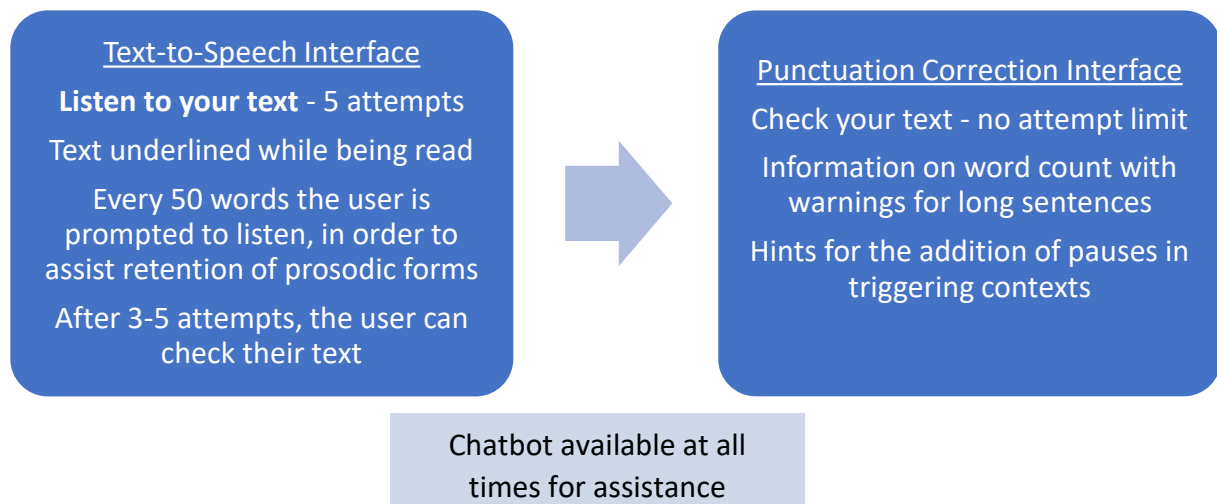 Text-to-Speech Interface
Listen to your text - 5 attempts
Text underlined while being read
Every 50 words the user is
prompted to listen, in order to
assist retention of prosodic forms
After 3-5 attempts, the user can
check their text
Punctuation Correction Interface
Check your text - no attempt limit
Information on word count with
warnings for long sentences
Hints for the addition of pauses in
triggering contexts
Chatbot available at all
times for assistance